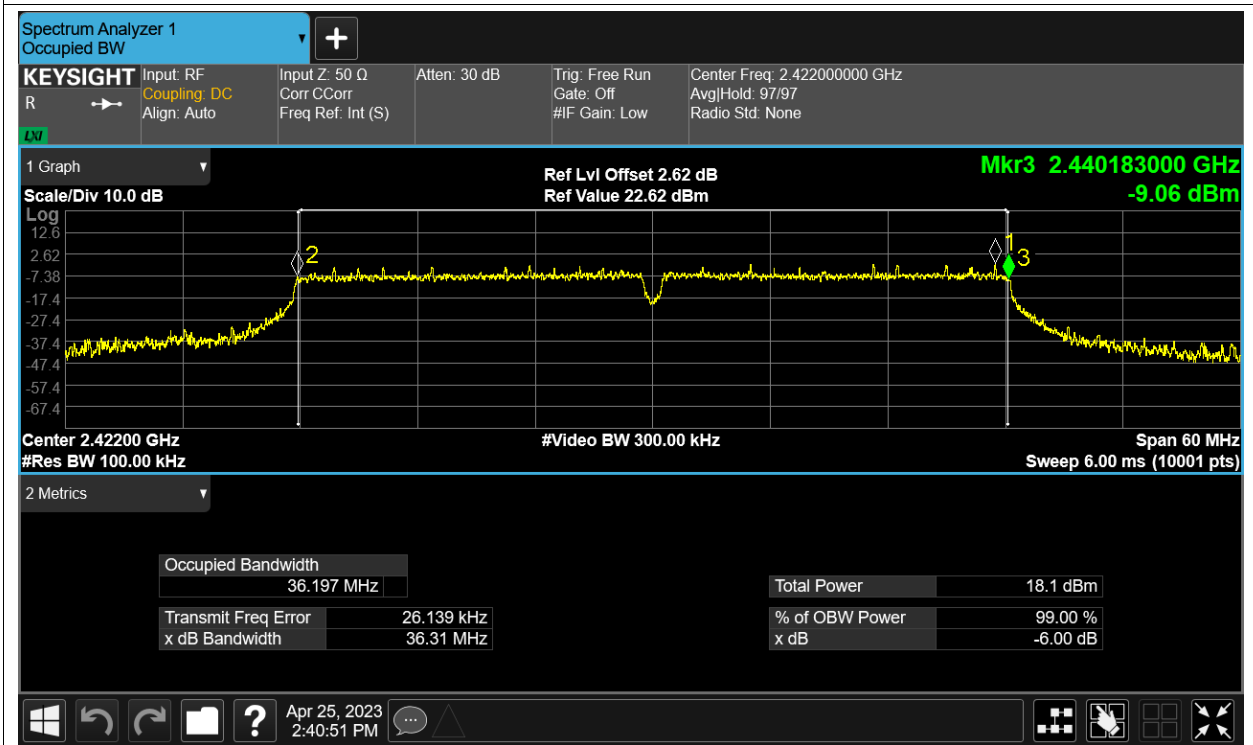 Spectrum Analyzer 1
Occupied BW
KEYSIGHT
R
LXI
Input: RF
Coupling: DC
Align: Auto
Input Z: 50 Ω
Corr CCorr
Freq Ref: Int (S)
Atten: 30 dB
Trig: Free Run
Gate: Off
#IF Gain: Low
Center Freq: 2.422000000 GHz
Avg|Hold: 97/97
Radio Std: None
1 Graph
Scale/Div 10.0 dB
Ref Lvl Offset 2.62 dB
Ref Value 22.62 dBm
Mkr3 2.440183000 GHz
-9.06 dBm
Log
12.6
2.62
-7.38
-17.4
-27.4
-37.4
-47.4
-57.4
-67.4
2
1
3
Center 2.42200 GHz
#Res BW 100.00 kHz
#Video BW 300.00 kHz
Span 60 MHz
Sweep 6.00 ms (10001 pts)
2 Metrics
Occupied Bandwidth
36.197 MHz
Transmit Freq Error 26.139 kHz
x dB Bandwidth 36.31 MHz
Total Power 18.1 dBm
% of OBW Power 99.00 %
x dB -6.00 dB
?
Apr 25, 2023
2:40:51 PM